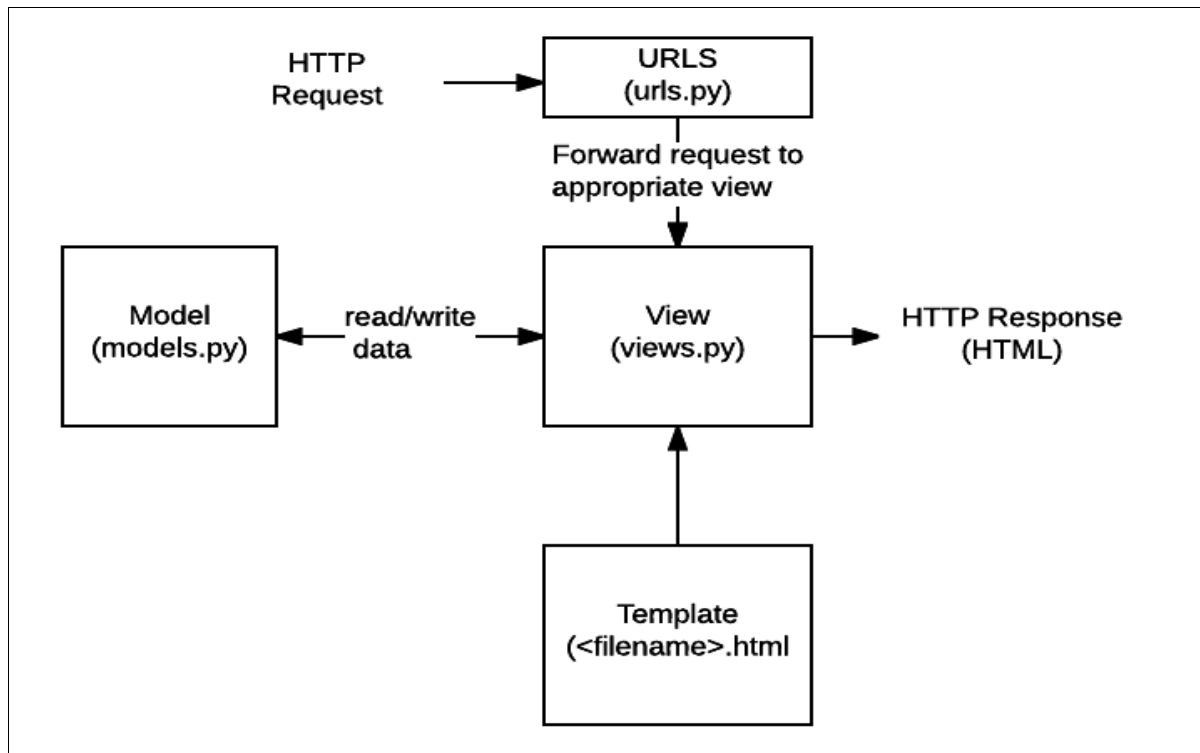 HTTP
Request
URLS
(urls.py)
Forward request to
appropriate view
Model
(models.py)
read/write
data
View
(views.py)
HTTP Response
(HTML)
Template
(<filename>.html